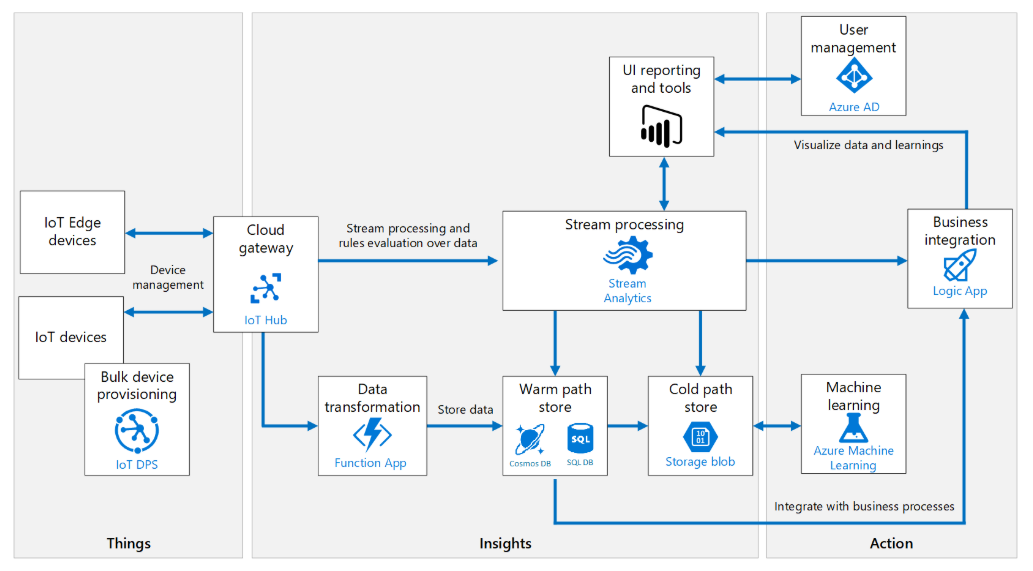 User
management
Azure AD
UI reporting
and tools
Visualize data and learnings
IoT Edge
devices
Cloud
gateway
IoT Hub
Stream processing and
rules evaluation over data
Stream processing
Stream
Analytics
Business
integration
Logic App
Device
management
IoT devices
Bulk device
provisioning
IoT DPS
Data
transformation
Function App
Store data
Warm path
store
Cosmos DB
SQL
SQL DB
Cold path
store
10
01
Storage blob
Machine
learning
Azure Machine
Learning
Integrate with business processes
Things
Insights
Action